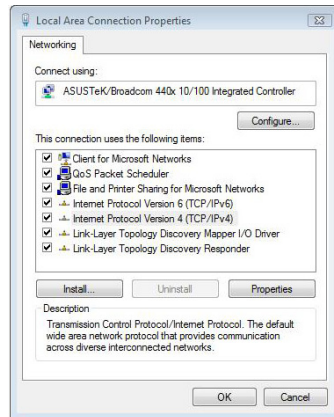 Local Area Connection Properties
Networking
Connect using:
ASUSTeK/Broadcom 440x 10/100 Integrated Controller
Configure...
This connection uses the following items:
Client for Microsoft Networks
QoS Packet Scheduler
File and Printer Sharing for Microsoft Networks
Internet Protocol Version 6 (TCP/IPv6)
Internet Protocol Version 4 (TCP/IPv4)
Link-Layer Topology Discovery Mapper I/O Driver
Link-Layer Topology Discovery Responder
Install... Uninstall Properties
Description
Transmission Control Protocol/Internet Protocol. The default
wide area network protocol that provides communication
across diverse interconnected networks.
OK Cancel